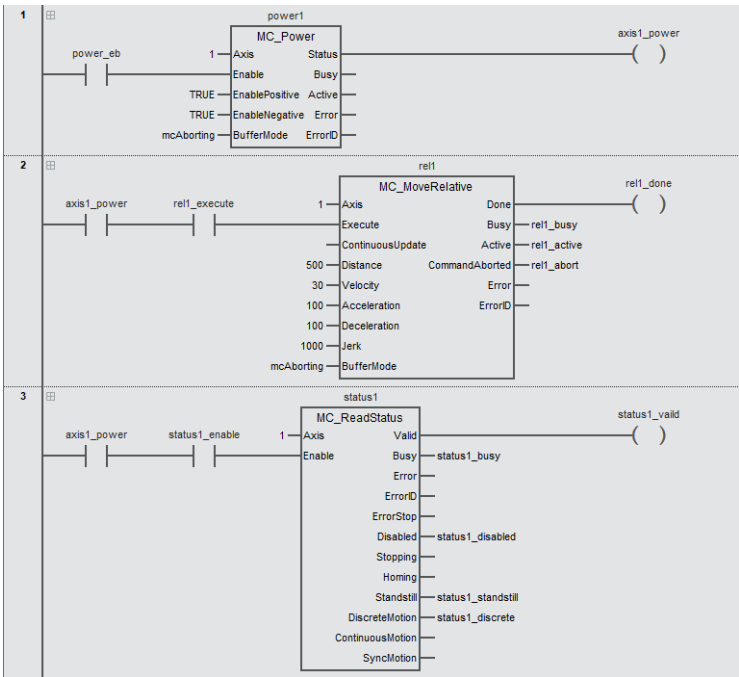 1
power1
MC_Power
axis1_power
power_eb
1 Axis Status
Enable Busy
TRUE EnablePositive Active
TRUE EnableNegative Error
mcAborting BufferMode ErrorID
2
rel1
MC_MoveRelative
rel1_done
axis1_power rel1_execute 1 Axis Done
Execute Busy rel1_busy
ContinuousUpdate Active rel1_active
500 Distance CommandAborted rel1_abort
30 Velocity Error
100 Acceleration ErrorID
100 Deceleration
1000 Jerk
mcAborting BufferMode
3
status1
MC_ReadStatus
status1_vaild
axis1_power status1_enable 1 Axis Valid
Enable Busy status1_busy
Error
ErrorID
ErrorStop
Disabled status1_disabled
Stopping
Homing
Standstill status1_standstill
DiscreteMotion status1_discrete
ContinuousMotion
SyncMotion